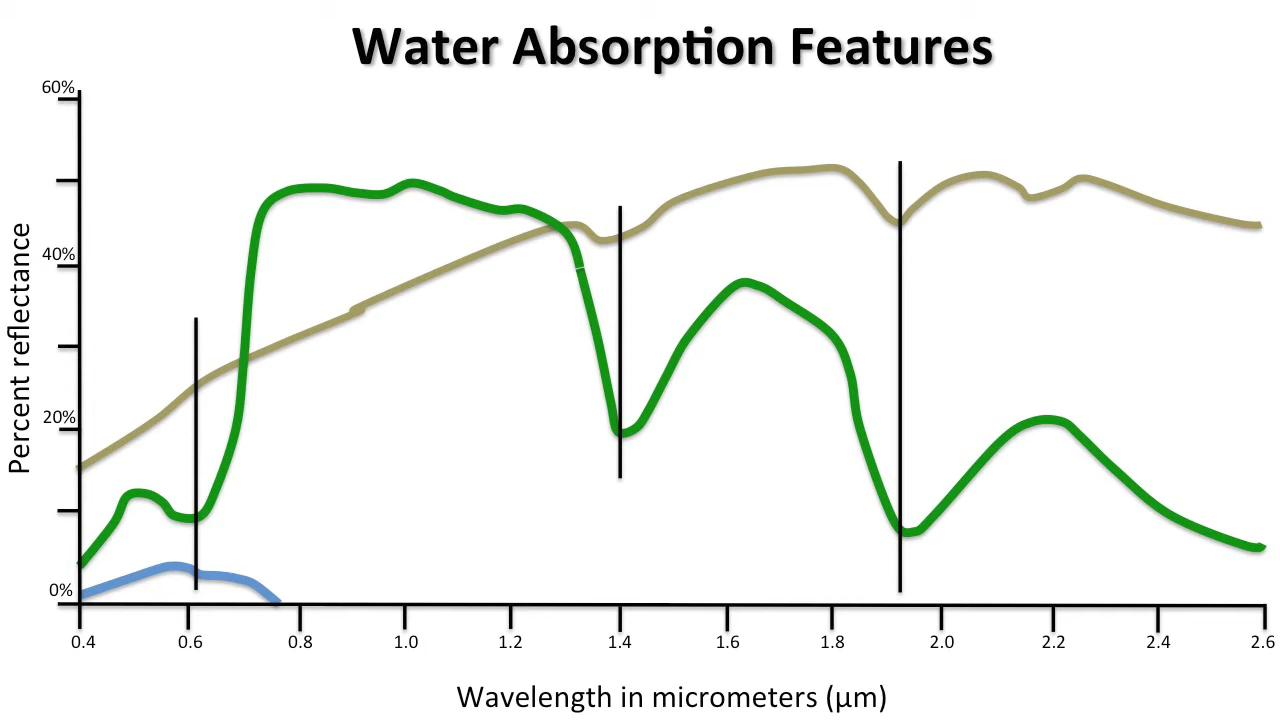 Water Absorption Features
60%
40%
20%
0%
Percent reflectance
0.4 0.6 0.8 1.0 1.2 1.4 1.6 1.8 2.0 2.2 2.4 2.6
Wavelength in micrometers (µm)